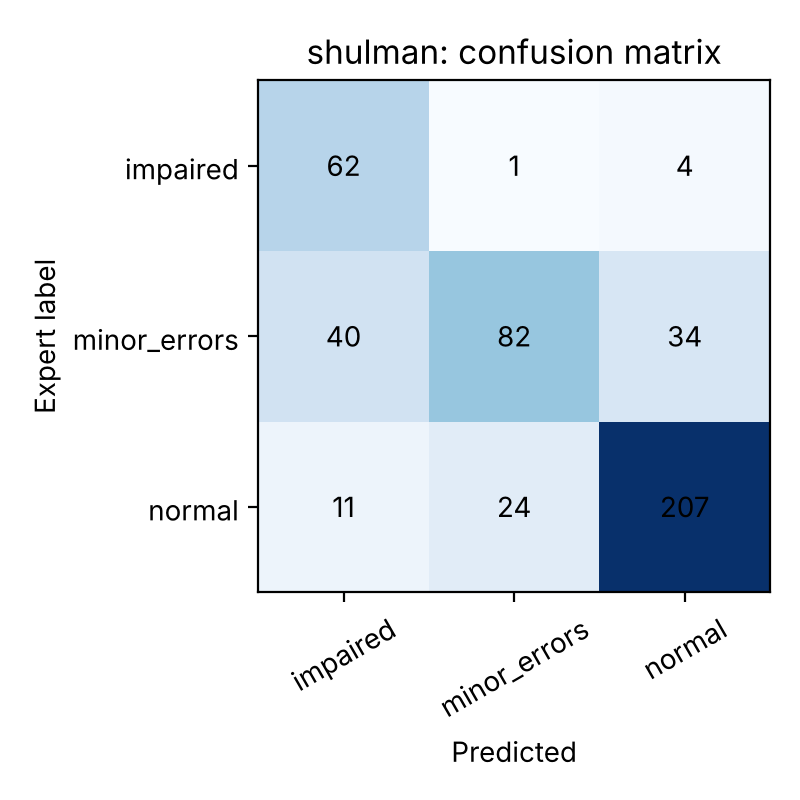 shulman: confusion matrix
impaired 62 1 4
minor_errors 40 82 34
normal 11 24 207
Expert label
impaired minor_errors normal
Predicted